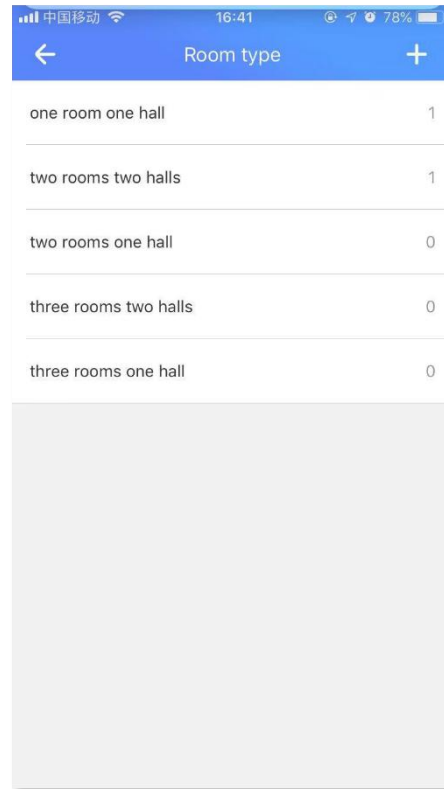 中国移动 16:41 78%
Room type
one room one hall 1
two rooms two halls 1
two rooms one hall 0
three rooms two halls 0
three rooms one hall 0